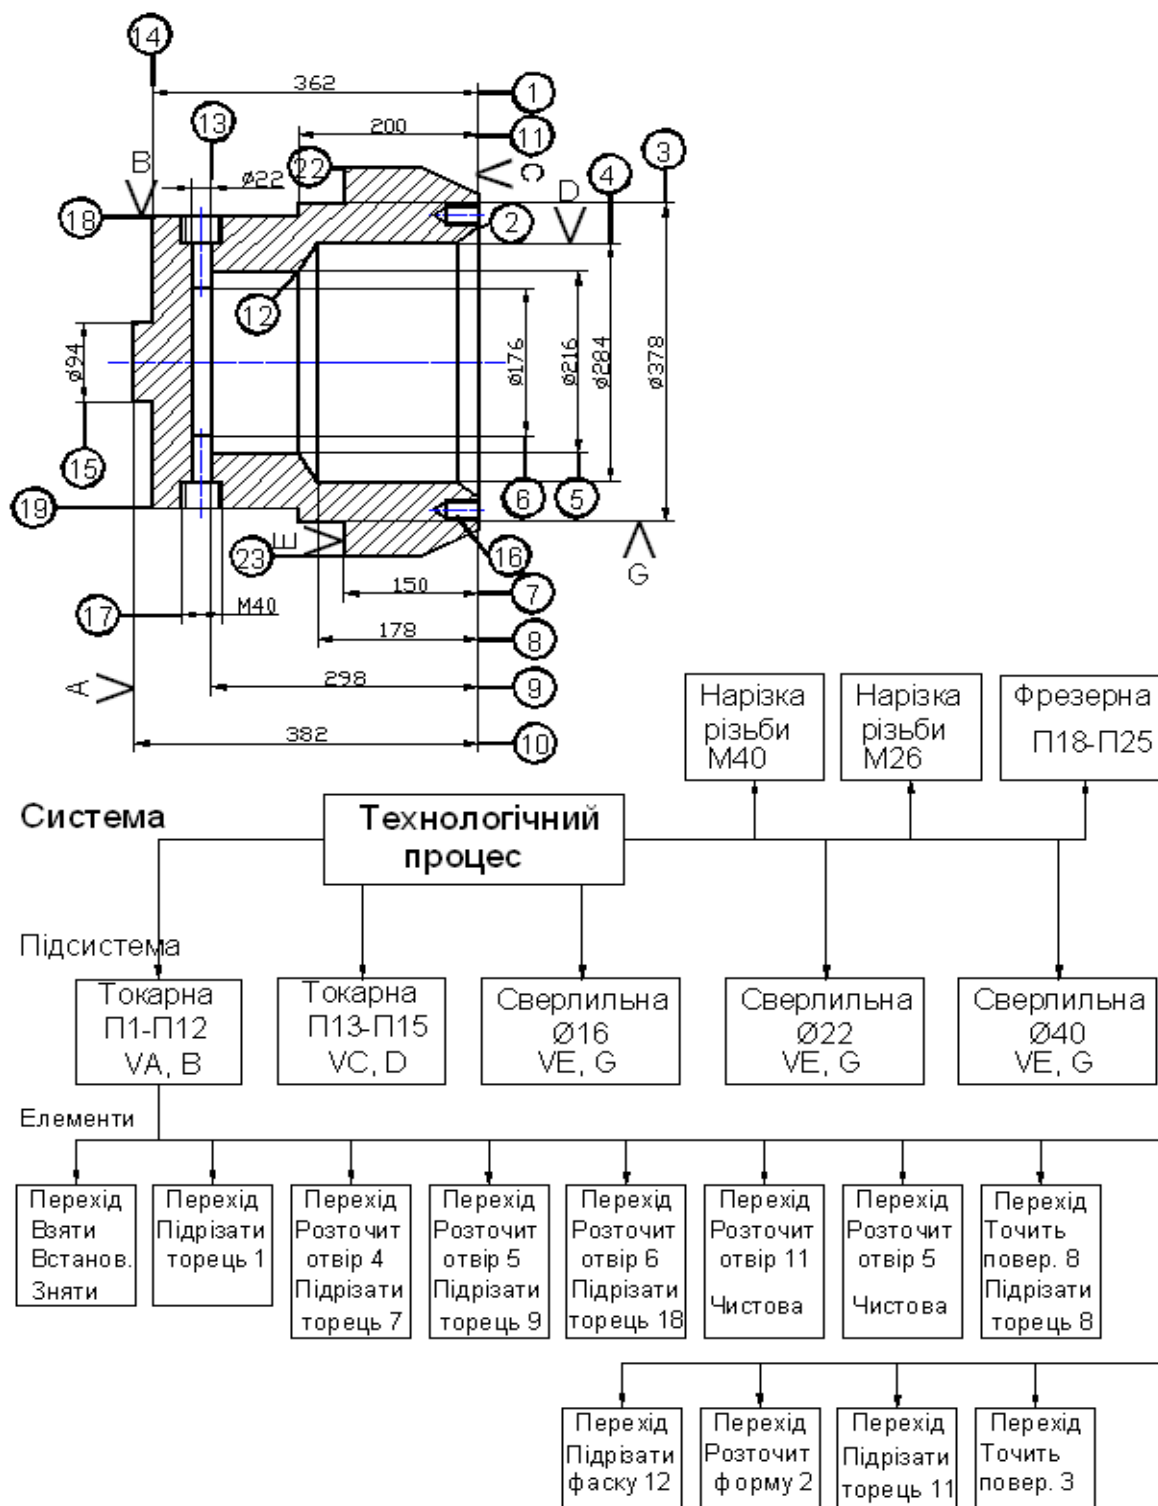 14
362
1
13
200
11
3
B
22
C
4
Ø22
D
18
2
12
Ø94
Ø176
Ø216
Ø284
Ø378
15
6
5
19
E
16
23
G
150
7
17
M40
178
8
A
298
9
382
10
Нарізка
різьби
М40
Нарізка
різьби
М26
Фрезерна
П18-П25
Система
Технологічний
процес
Підсистема
Токарна
П1-П12
VA, B
Токарна
П13-П15
VC, D
Сверлильна
Ø16
VE, G
Сверлильна
Ø22
VE, G
Сверлильна
Ø40
VE, G
Елементи
Перехід
Взяти
Встанов.
Зняти
Перехід
Підрізати
торець 1
Перехід
Розточит
отвір 4
Підрізати
торець 7
Перехід
Розточит
отвір 5
Підрізати
торець 9
Перехід
Розточит
отвір 6
Підрізати
торець 18
Перехід
Розточит
отвір 11
Чистова
Перехід
Розточит
отвір 5
Чистова
Перехід
Точить
повер. 8
Підрізати
торець 8
Перехід
Підрізати
фаску 12
Перехід
Розточит
форму 2
Перехід
Підрізати
торець 11
Перехід
Точить
повер. 3